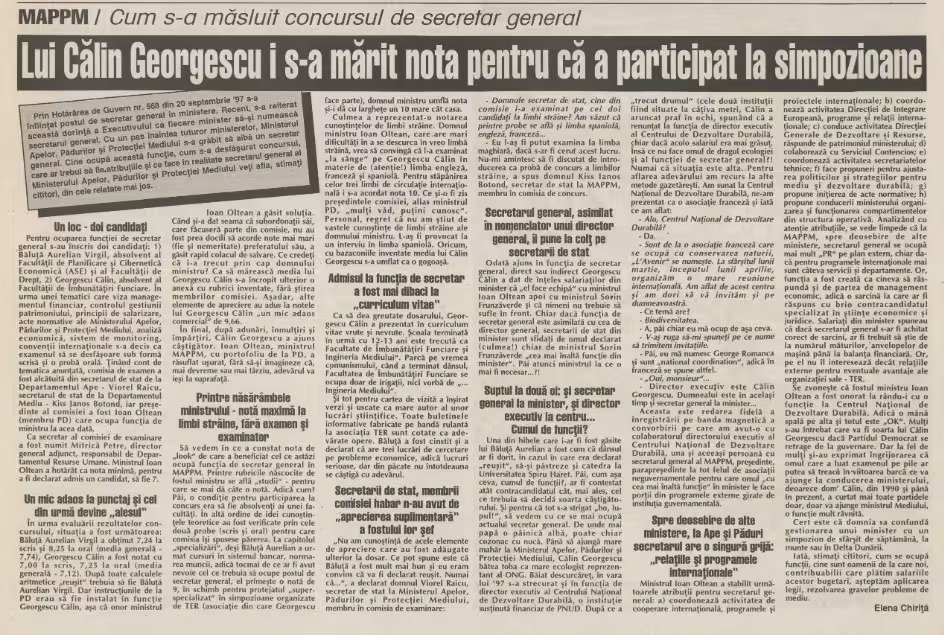 MAPPM / Cum s-a măsluit concursul de secretar general
Lui Călin Georgescu i s-a mărit nota pentru că a participat la simpozioane
Prin Hotărârea de Guvern nr. 568 din 20 septembrie '97 s-a
înființat postul de secretar general în ministere. Recent, s-a reiterat
această dorință a Executivului ca fiecare minister să-și numească
secretarul general. Cu un pas înaintea tuturor ministerelor, Ministerul
Apelor, Pădurilor și Protecției Mediului s-a grăbit să aibă un secretar
general. Cine ocupă această funcție, cum s-a desfășurat concursul,
care ar trebui să fie atribuțiile și ce face în realitate secretarul general al
Ministerului Apelor, Pădurilor și Protecției Mediului veți afla, stimați
cititori, din cele relatate mai jos.
Un loc - doi candidați
Pentru ocuparea funcției de secretar
general s-au înscris doi candidați: 1)
Băluță Aurelian Virgil, absolvent al
Facultății de Planificare și Cibernetică
Economică (ASE) și al Facultății de
Drept, 2) Georgescu Călin, absolvent al
Facultății de Îmbunătățiri Funciare. În
urma unei tematici care viza manage-
mentul financiar, controlul gestiunii
patrimoniului, principii de salarizare,
acte normative ale Ministerului Apelor,
Pădurilor și Protecției Mediului, analiză
economică, sistem de monitoring,
convenții internaționale s-a decis ca
examenul să se desfășoare sub formă
scrisă și o probă orală. Ținând cont de
tematica anunțată, comisia de examen a
fost alcătuită din secretarul de stat de la
Departamentul Ape - Viorel Raicu,
secretarul de stat de la Departamentul
Mediu - Kiss Janos Botond, iar preșe-
dinte al comisiei a fost Ioan Oltean
(membru PD) care ocupa funcția de
ministru la acea dată.
Ca secretar al comisiei de examinare
a fost numit Mitrică Petre, director
general adjunct, responsabil de Depar-
tamentul Resurse Umane. Ministrul Ioan
Oltean a hotărât ca nota minimă, pentru
a fi declarat admis un candidat, să fie 7.
Un mic adaos la punctaj și cel
din urmă devine „alesul”
În urma evaluării rezultatelor con-
cursului, situația a fost următoarea:
Băluță Aurelian Virgil a obținut 7,24 la
scris și 8,25 la oral (media generală -
7,74), Georgescu Călin a fost notat cu
7,00 la scris, 7,25 la oral (media
generală - 7,12). După toate calculele
aritmetice „reușit” trebuia să fie Băluță
Aurelian Virgil. Dar instrucțiunile de la
PD erau să fie instalat în funcție
Georgescu Călin, așa că onor ministrul
Ioan Oltean a găsit soluția.
Când și-a dat seama că subordonații săi,
care făcuseră parte din comisie, nu au
fost prea docili să acorde note mai mari
(fie și nemeritate) preferatului său, a
găsit rapid colacul de salvare. Ce credeți
că i-a trecut prin cap domnului
ministru? Ca să mărească media lui
Georgescu Călin s-a încropit ulterior o
anexă cu rubrici inventate, fără știrea
membrilor comisiei. Așadar, alte
elemente de apreciere au adus la notele
lui Georgescu Călin „un mic adaos
comercial” de 9,66.
În final, după adunări, înmulțiri și
împărțiri, Călin Georgescu a ajuns
câștigător. Ioan Oltean, ministrul
MAPPM, cu portofoliu de la PD, a
răsuflat ușurat, fără să-și imagineze că,
mai devreme sau mai târziu, adevărul va
ieși la suprafață.
Printre năsărâmbele
ministrului - notă maximă la
limbi străine, fără examen și
examinator
Să vedem în ce a constat nota de
„look” de care a beneficiat cel ce astăzi
ocupă funcția de secretar general în
MAPPM. Printre rubricile născocite de
fostul ministru se află „studii” - pentru
care se mai dă câte o notă. Adică cum?
Păi, o condiție pentru participarea la
concurs era să fie absolvenți ai unei fa-
cultăți. În altă ordine de idei cunoștin-
țele teoretice au fost verificate prin cele
două probe (scris și oral) pentru care
comisia își spusese părerea. La capitolul
„specializări”, deși Băluță Aurelian a ur-
mat cursuri în sistemul bancar, normarea
muncii, adică tocmai de ce ar fi avut
nevoie cel ce trebuia să ocupe postul de
secretar general, el primește o notă de
9, în schimb pentru protejatul „super-
specializat” în simpozioane organizate
de TER (asociație din care Georgescu
face parte), domnul ministru umflă nota
și-i dă cu larghețe un 10 mare cât casa.
Culmea a reprezentat-o notarea
cunoștințelor de limbi străine. Domnul
ministru Ioan Oltean, care are mari
dificultăți în a se descurca în vreo limbă
străină, vrea să convingă că l-a examinat
„la sânge” pe Georgescu Călin în
materie de (atenție!) limba engleză,
franceză și spaniolă. Pentru stăpânirea
celor trei limbi de circulație internațio-
nală i s-a acordat nota 10. Ce și-o fi zis
președintele comisiei, alias ministrul
PD, „mulți văd, puțini cunosc”.
Personal, regret că nu am știut de
vastele cunoștințe de limbi străine ale
domnului ministru. L-aș fi provocat la
un interviu în limba spaniolă. Oricum,
cu bazaconiile inventate media lui Călin
Georgescu s-a umflat ca o gogoașă.
Admisul la funcția de secretar
a fost mai dibaci la
„curriculum vitae”
Ca să dea greutate dosarului, Georges-
cu Călin a prezentat în curriculum
vitae vrute și nevrute. Școala terminată
în urmă cu 12-13 ani este trecută ca
Facultate de Îmbunătățiri Funciare și
Ingineria Mediului”. Parcă pe vremea
comunismului, când a terminat dânsul,
Facultatea de Îmbunătățiri Funciare se
ocupa doar de irigații, nici vorbă de „...
Ingineria Mediului”.
Și tot pentru cartea de vizită a înșirat
verzi și uscate ca mare autor al unor
lucrări științifice. Toate buletinele
informative fabricate pe bandă rulantă
la asociația TER sunt cotate ca ade-
vărate opere. Băluță a fost cinstit și a
declarat că are trei lucrări de cercetare
pe probleme economice, adică lucrări
serioase, dar din păcate nu întotdeauna
se câștigă cu adevărul.
Secretarii de stat, membrii
comisiei habar n-au avut de
„aprecierea suplimentară”
a fostului lor șef
„Nu am cunoștință de acele elemente
de apreciere care au fost adăugate
ulterior la dosar. Ce pot spune este că
Băluță a fost mult mai bun și eu eram
convins că va fi declarat reușit. Numai
că...”, a declarat domnul Viorel Raicu,
secretar de stat la Ministerul Apelor,
Pădurilor și Protecției Mediului,
membru în comisia de examinare:
- Domnule secretar de stat, cine din
comisie i-a examinat pe cei doi
candidați la limbi străine? Am văzut că
printre probe se află și limba spaniolă,
engleză, franceză...
- Eu l-aș fi putut examina la limba
maghiară, dacă s-ar fi cerut acest lucru.
Nu-mi amintesc să fi discutat de intro-
ducerea ca probă de concurs a limbilor
străine, a spus domnul Kiss Janos
Botond, secretar de stat la MAPPM,
membru în comisia de concurs.
Secretarul general, asimilat
în nomenclator unui director
general, îi pune la colț pe
secretarii de stat
Odată ajuns în funcția de secretar
general, direct sau indirect Georgescu
Călin a dat de înțeles salariaților din
minister că „el face echipă” cu ministrul
Ioan Oltean apoi cu ministrul Sorin
Frunzăverde și că nimeni nu trebuie să
sufle în front. Chiar dacă funcția de
secretar general este asimilată cu cea de
director general, secretarii de stat din
minister sunt sfidați de omul declarat
(culmea!) chiar de ministrul Sorin
Frunzăverde „cea mai înaltă funcție din
minister”. Păi atunci ministrul la ce o
mai fi necesar...?!
Suptul la două oi: și secretar
general la minister, și director
executiv la centru...
Cumul de funcții?
Una din hibele care i-ar fi fost găsite
lui Băluță Aurelian a fost cum că dânsul
ar fi dorit, în cazul în care era declarat
„reușit”, să-și păstreze și catedra la
Universitatea Spiru Haret. Păi, cum așa
ceva, cumul de funcții?, ar fi contestat
atât contracandidatul cât, mai ales, cel
ce trebuia să decidă soarta câștigăto-
rului. Și pentru că tot s-a strigat „ho, lu-
pul!”, să vedem cu ce se mai ocupă
actualul secretar general. De unde mai
pupă o pâinică albă, poate chiar
cozonac cu nucă. Până să ajungă mare
mahăr la Ministerul Apelor, Pădurilor și
Protecției Mediului, Călin Georgescu
bătea toba ca mare ecologist reprezen-
tant al ONG. Băiat descurcăreț, în vara
lui '97 s-a strecurat și în funcția de
director executiv al Centrului Național
de Dezvoltare Durabilă, o instituție
susținută financiar de PNUD. După ce a
„trecut drumul” (cele două instituții
fiind situate la câțiva metri, Călin a
aruncat praf în ochi, spunând că a
renunțat la funcția de director executiv
al Centrului de Dezvoltare Durabilă,
chiar dacă acolo salariul era mai grăsuț.
Însă ce nu face omul de dragul ecologiei
și al funcției de secretar general?!
Numai că situația este alta. Pentru
aflarea adevărului am recurs la alte
metode gazetărești. Am sunat la Centrul
Național de Dezvoltare Durabilă, ne-am
prezentat ca o asociație franceză și iată
ce am aflat:
- Alo, Centrul Național de Dezvoltare
Durabilă?
- Da.
- Sunt de la o asociație franceză care
se ocupă cu conservarea naturii,
„L'Avenir” se numește. La sfârșitul lunii
martie, începutul lunii aprilie,
organizăm o mare reuniune
internațională. Am aflat de acest centru
și am dori să vă invităm și pe
dumneavoastră.
- Ce temă are?
- Biodiversitatea.
- A, păi chiar eu mă ocup de așa ceva.
- V-aș ruga să-mi spuneți pe ce nume
să trimitem invitațiile.
- Păi, eu mă numesc George Romanca
și sunt „national coordination”, adică în
franceză se spune altfel.
- „Oui, monsieur”...
- Director executiv este Călin
Georgescu. Dumnealui este în același
timp și secretar general la minister...
Aceasta este redarea fidelă a
înregistrării pe banda magnetică a
convorbirii pe care am avut-o cu
colaboratorul directorului executiv al
Centrului Național de Dezvoltare
Durabilă, una și aceeași persoană cu
secretarul general al MAPPM, președinte,
paraprezidente la tot felul de asociații
neguvernamentale pentru care omul „cu
cea mai înaltă funcție” în minister le face
porții din programele externe girate de
instituția guvernamentală.
Spre deosebire de alte
ministere, la Ape și Păduri
secretarul are o singură grijă:
„relațiile și programele
internaționale”
Ministrul Ioan Oltean a stabilit urmă-
toarele atribuții pentru secretarul gene-
ral: a) coordonează activitatea de
cooperare internațională, programele și
proiectele internaționale; b) coordo-
nează activitatea Direcției de Integrare
Europeană, programe și relații interna-
ționale; c) conduce activitatea Direcției
Generale de Dezvoltare și Resurse,
răspunde de patrimoniul ministerului; d)
colaborează cu Serviciul Contencios; e)
coordonează activitatea secretariatelor
tehnice; f) face propuneri pentru ajusta-
rea politicilor și strategiilor pentru
mediu și dezvoltare durabilă; g)
propune inițierea de acte normative; h)
propune conducerii ministerului organi-
zarea și funcționarea compartimentelor
din structura operativă. Analizând cu
atenție atribuțiile, se vede limpede că la
MAPPM, spre deosebire de alte
ministere, secretarul general se ocupă
mai mult „PR” pe plan extern, chiar da-
că pentru programele internaționale mai
sunt câteva servicii și departamente. Or,
funcția a fost creată ca cineva să răs-
pundă și de partea de management
economic, adică o sarcină la care ar fi
răspuns cu brio contracandidatul
specializat în științe economice și
juridice. Salariați din minister spuneau
că dacă secretarul general s-ar fi achitat
corect de sarcini, ar fi trebuit să știe de
la numărul măturilor, anvelopelor de
mașină până la balanța financiară. Or,
pe el nu îl interesează decât relațiile
externe pentru eventuale avantaje ale
organizației sale - TER.
Se zvonește că fostul ministru Ioan
Oltean a fost onorat la rându-i cu o
funcție la Centrul Național de
Dezvoltare Durabilă. Adică o mână
spală pe alta și totul este „OK”. Mulți
s-au întrebat care va fi soarta lui Călin
Georgescu dacă Partidul Democrat se
retrage de la guvernare. Dar la fel de
mulți și-au exprimat îngrijorarea că
omul care a luat examenul pe pile ar
putea să treacă în viitoarea barcă ce va
ajunge la conducerea ministerului,
deoarece dom' Călin, din 1990 și până
în prezent, a curtat mai toate partidele
doar, doar va ajunge ministrul Mediului,
o funcție mult râvnită.
Cert este că domnia sa confundă
gestionarea unui minister cu un
simpozion de sfârșit de săptămână, la
munte sau în Delta Dunării.
Iată, stimați cititori, cum se ocupă
funcții, cine sunt oamenii de la care noi,
contribuabilii care plătim salariile
acestor bugetari, așteptăm aplicarea
legii, rezolvarea gravelor probleme de
mediu.
Elena Chiriță